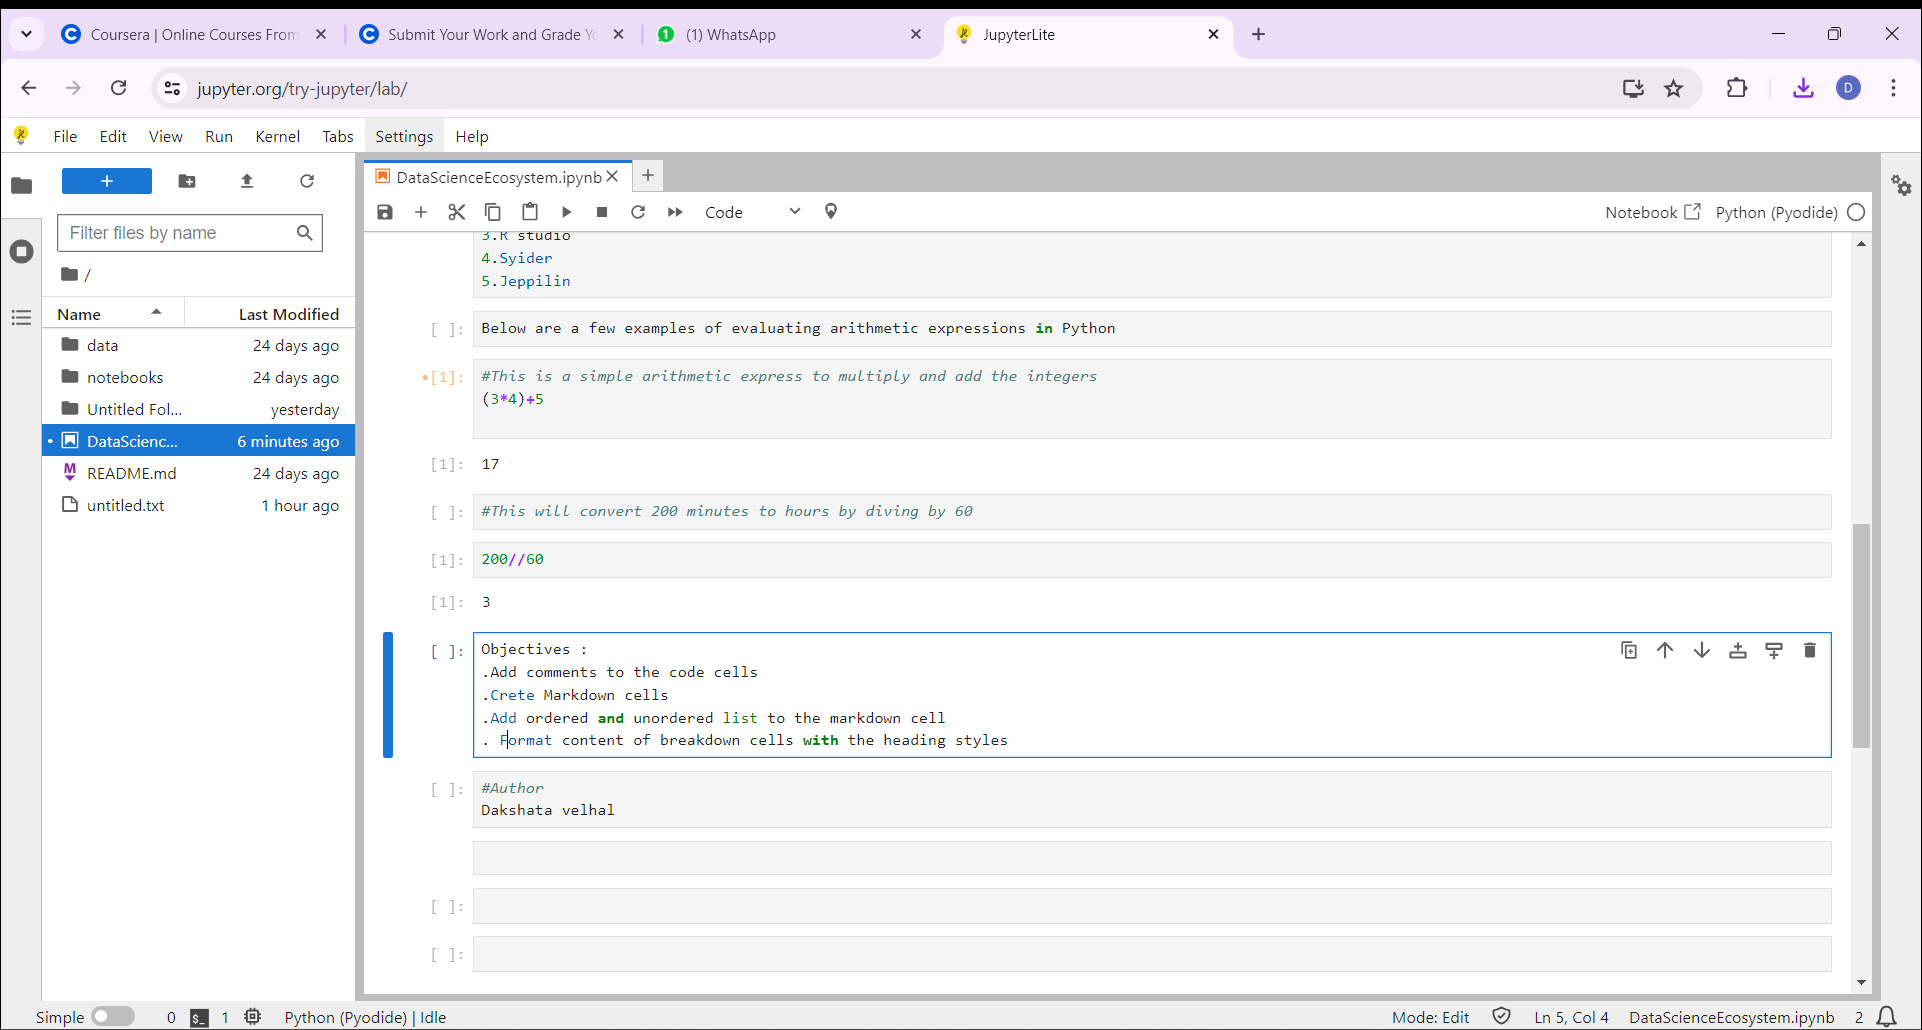 Coursera | Online Courses From
Submit Your Work and Grade Yo
1
(1) WhatsApp
JupyterLite
jupyter.org/try-jupyter/lab/
D
File Edit View Run Kernel Tabs Settings Help
DataScienceEcosystem.ipynb
Code
Notebook
Python (Pyodide)
Filter files by name
/
Name Last Modified
data 24 days ago
notebooks 24 days ago
Untitled Fol... yesterday
DataScienc... 6 minutes ago
README.md 24 days ago
untitled.txt 1 hour ago
3.R studio
4.Syider
5.Jeppilin
[ ]: Below are a few examples of evaluating arithmetic expressions in Python
•[1]: #This is a simple arithmetic express to multiply and add the integers
(3*4)+5
[1]: 17
[ ]: #This will convert 200 minutes to hours by diving by 60
[1]: 200//60
[1]: 3
[ ]: Objectives :
.Add comments to the code cells
.Crete Markdown cells
.Add ordered and unordered list to the markdown cell
. Format content of breakdown cells with the heading styles
[ ]: #Author
Dakshata velhal
[ ]:
[ ]:
Simple 0 $_ 1 Python (Pyodide) | Idle
Mode: Edit Ln 5, Col 4 DataScienceEcosystem.ipynb 2